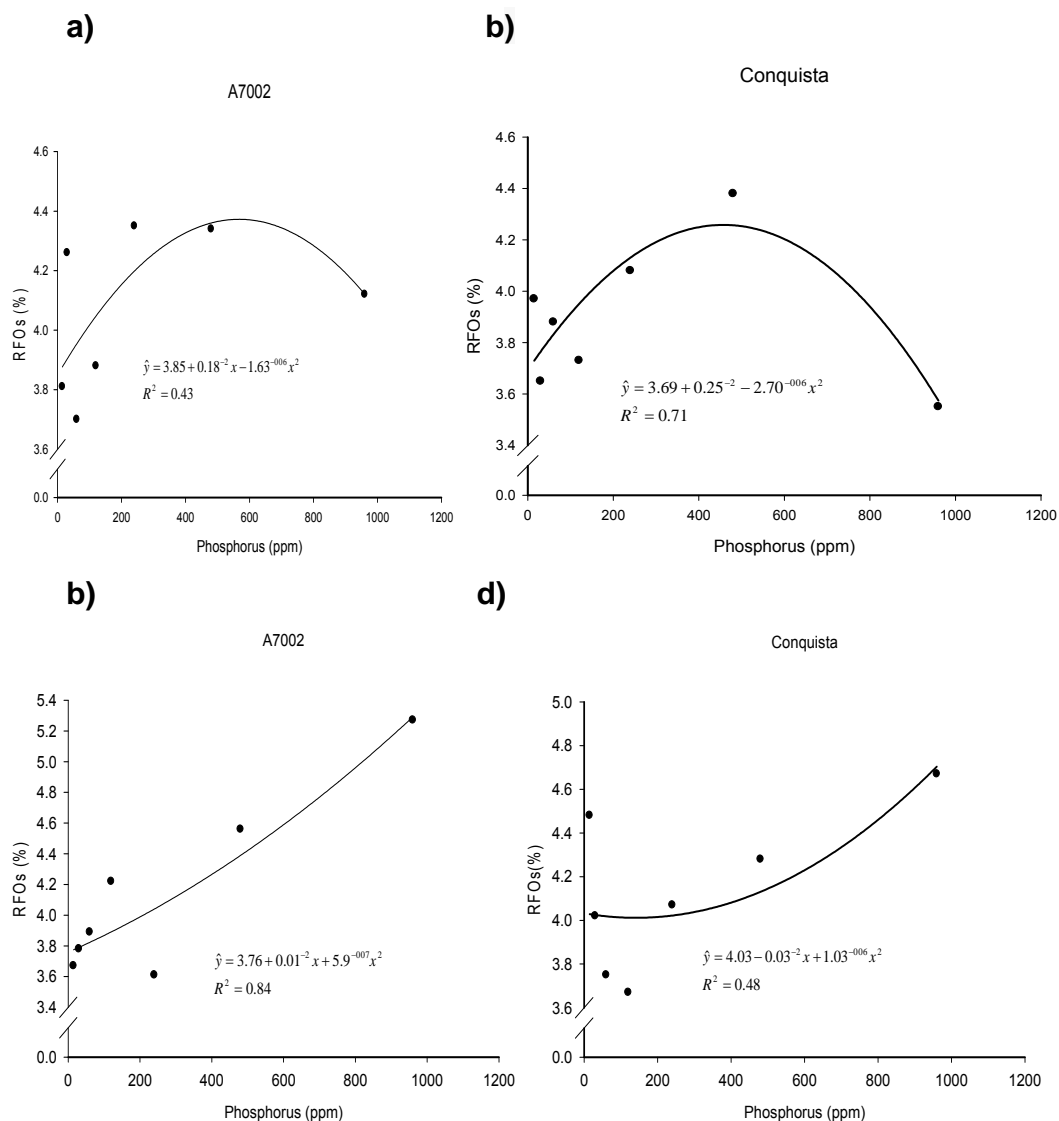 a)
A7002
4.6
4.4
4.2
4.0
3.8
3.6
0.0
RFOs (%)
ŷ = 3.85 + 0.18⁻² x − 1.63⁻⁰⁰⁶ x²
R² = 0.43
0 200 400 600 800 1000 1200
Phosphorus (ppm)
b)
Conquista
4.6
4.4
4.2
4.0
3.8
3.6
3.4
0.0
RFOs (%)
ŷ = 3.69 + 0.25⁻² − 2.70⁻⁰⁰⁶ x²
R² = 0.71
0 200 400 600 800 1000 1200
Phosphorus (ppm)
b)
A7002
5.4
5.2
5.0
4.8
4.6
4.4
4.2
4.0
3.8
3.6
3.4
0.0
RFOs (%)
ŷ = 3.76 + 0.01⁻² x + 5.9⁻⁰⁰⁷ x²
R² = 0.84
0 200 400 600 800 1000 1200
Phosphorus (ppm)
d)
Conquista
5.0
4.8
4.6
4.4
4.2
4.0
3.8
3.6
0.0
RFOs(%)
ŷ = 4.03 − 0.03⁻² x + 1.03⁻⁰⁰⁶ x²
R² = 0.48
0 200 400 600 800 1000 1200
Phosphorus (ppm)